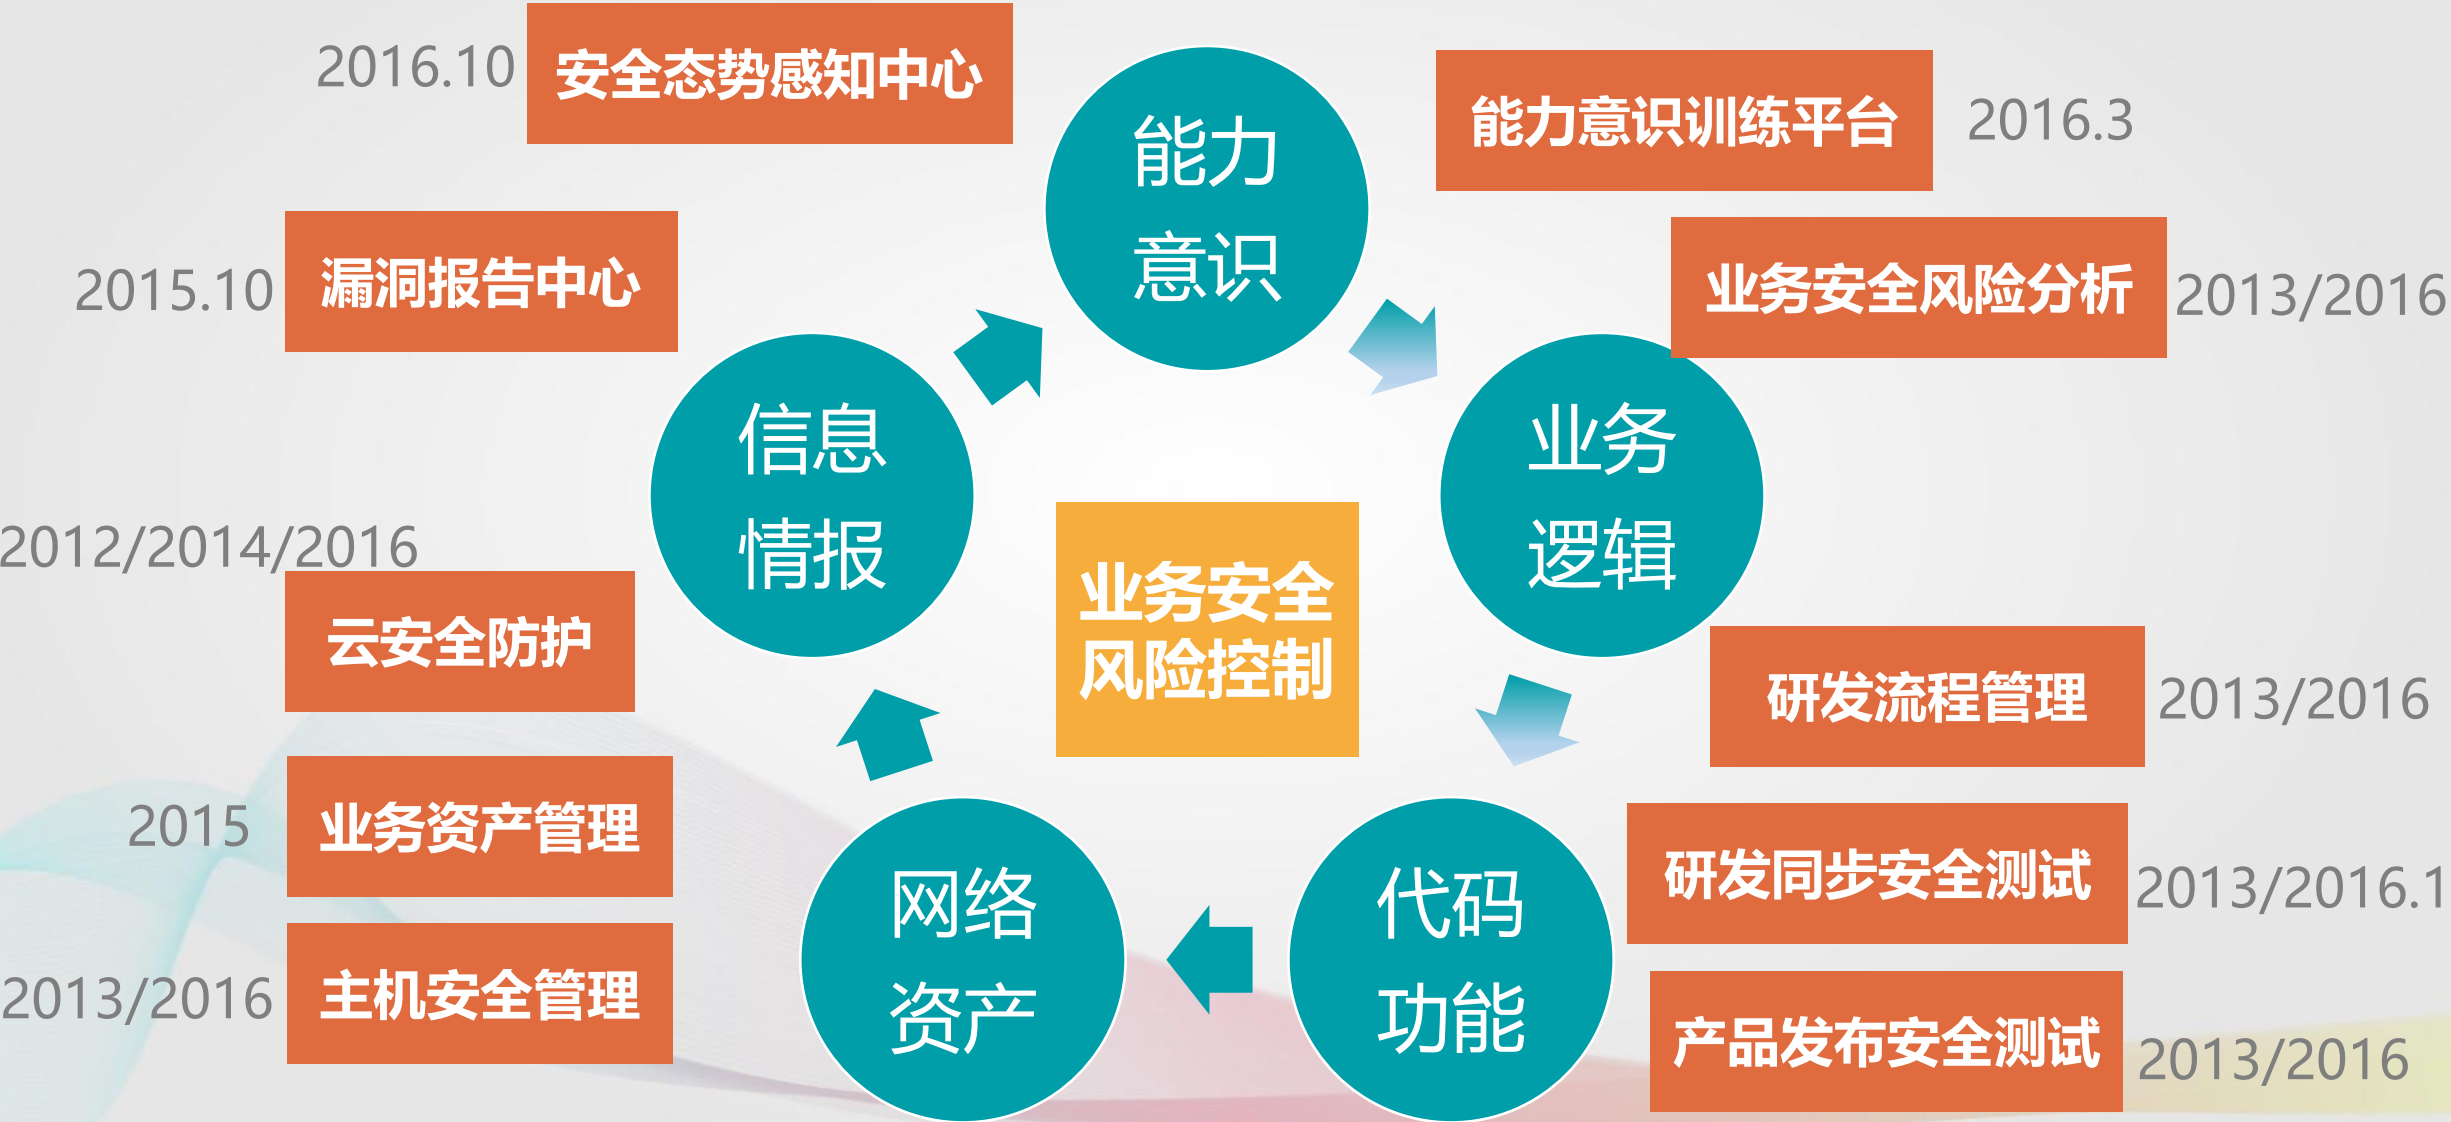 2016.10
安全态势感知中心
能力
意识
能力意识训练平台
2016.3
2015.10
漏洞报告中心
业务安全风险分析
2013/2016
信息
情报
业务
逻辑
2012/2014/2016
云安全防护
业务安全
风险控制
研发流程管理
2013/2016
2015
业务资产管理
网络
资产
代码
功能
研发同步安全测试
2013/2016.1
2013/2016
主机安全管理
产品发布安全测试
2013/2016